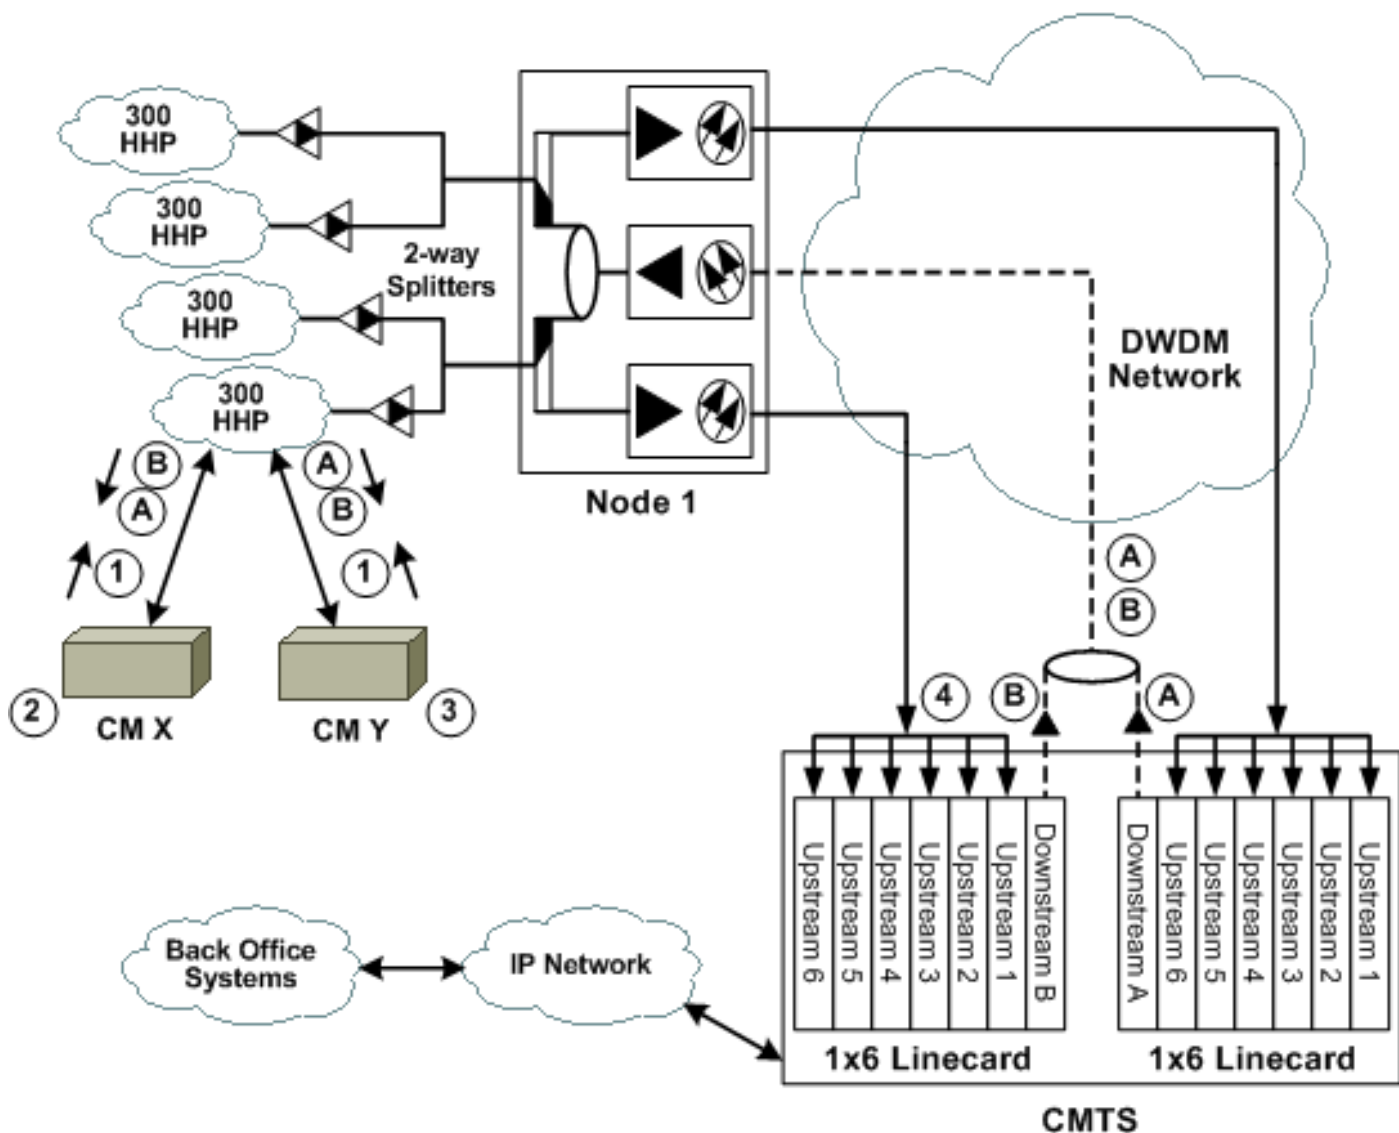 300
HHP
300
HHP
2-way
Splitters
300
HHP
300
HHP
Node 1
DWDM
Network
B
A
A
B
1
1
A
B
2
CM X
CM Y
3
4
B
A
Upstream 6
Upstream 5
Upstream 4
Upstream 3
Upstream 2
Upstream 1
Downstream B
Downstream A
Upstream 6
Upstream 5
Upstream 4
Upstream 3
Upstream 2
Upstream 1
Back Office
Systems
IP Network
1x6 Linecard
1x6 Linecard
CMTS